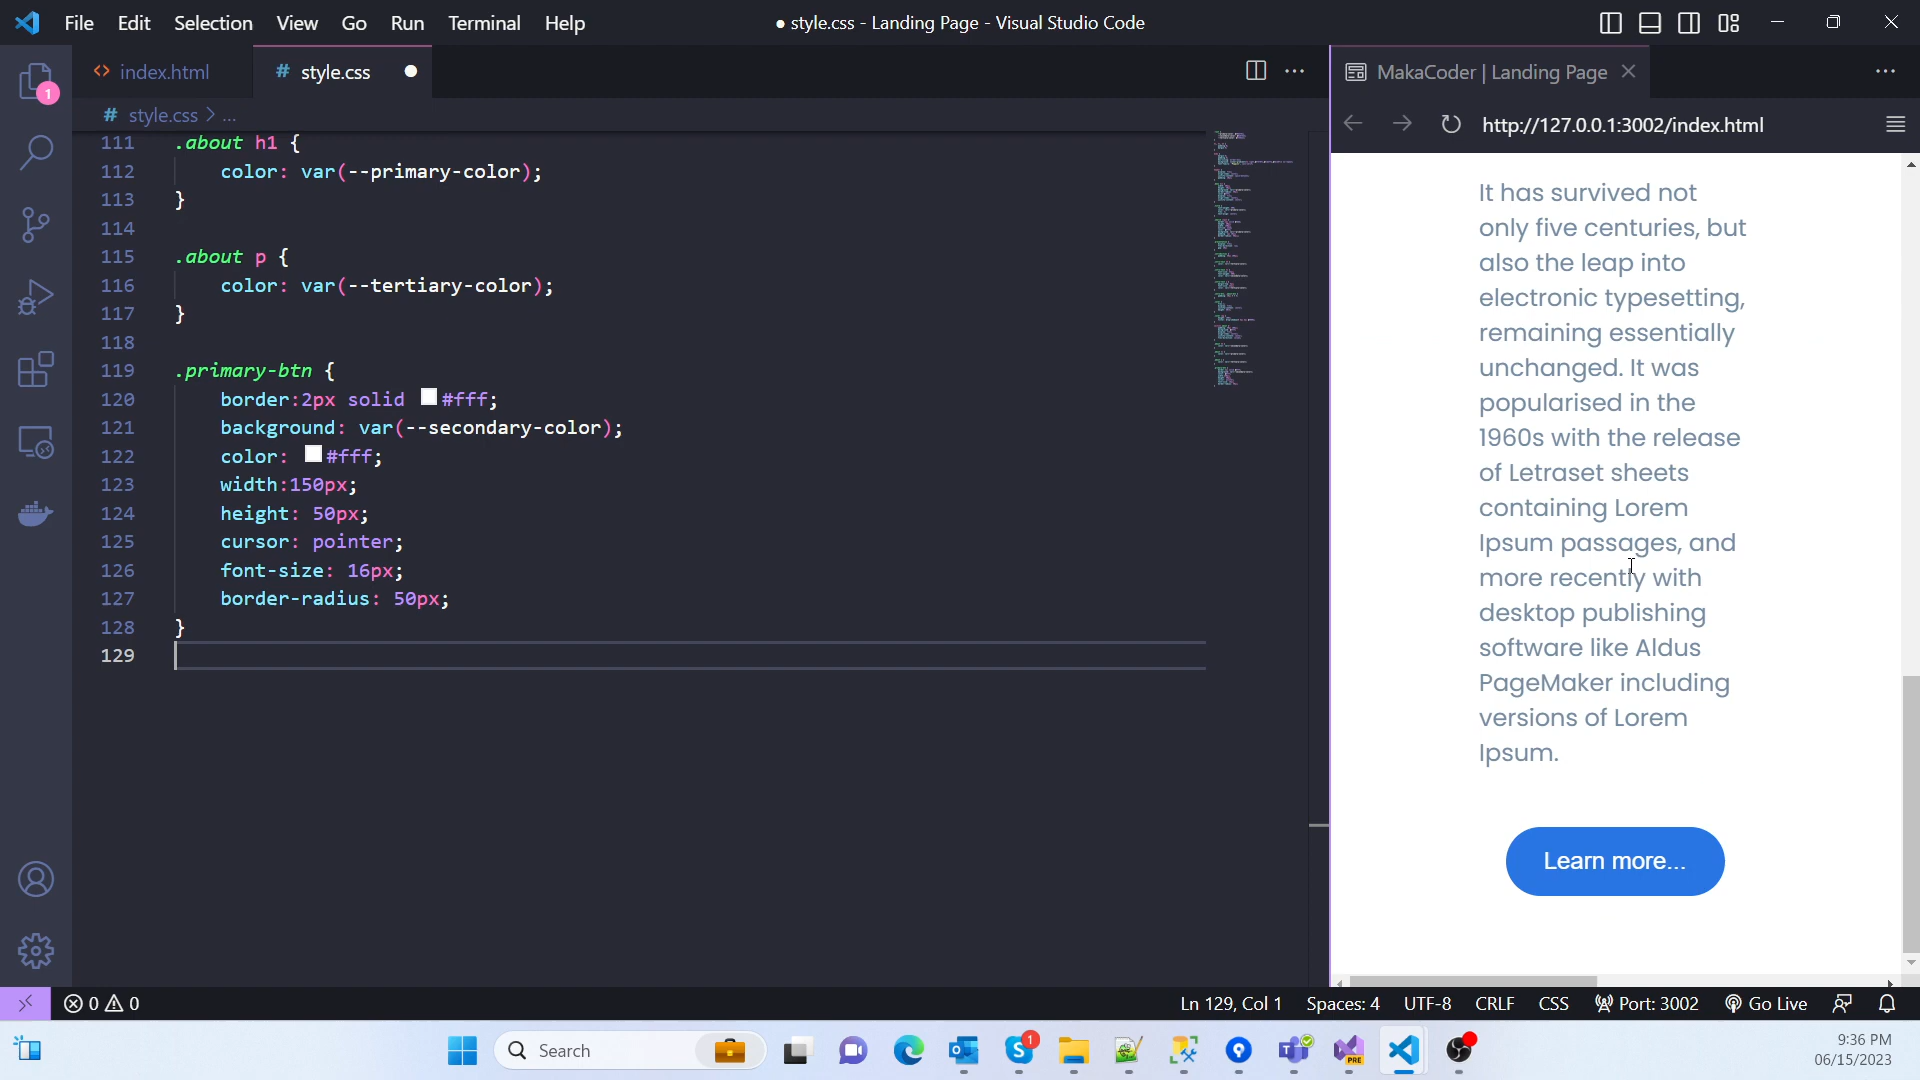 File Edit Selection View Go Run Terminal Help
● style.css - Landing Page - Visual Studio Code
index.html
# style.css
MakaCoder | Landing Page
# style.css > ...
http://127.0.0.1:3002/index.html
1
111 .about h1 {
112 color: var(--primary-color);
113 }
114
115 .about p {
116 color: var(--tertiary-color);
117 }
118
119 .primary-btn {
120 border:2px solid #fff;
121 background: var(--secondary-color);
122 color: #fff;
123 width:150px;
124 height: 50px;
125 cursor: pointer;
126 font-size: 16px;
127 border-radius: 50px;
128 }
129
It has survived not
only five centuries, but
also the leap into
electronic typesetting,
remaining essentially
unchanged. It was
popularised in the
1960s with the release
of Letraset sheets
containing Lorem
Ipsum passages, and
more recently with
desktop publishing
software like Aldus
PageMaker including
versions of Lorem
Ipsum.
Learn more...
0 0
Ln 129, Col 1 Spaces: 4 UTF-8 CRLF CSS Port: 3002 Go Live
Search
1
PRE
9:36 PM
06/15/2023